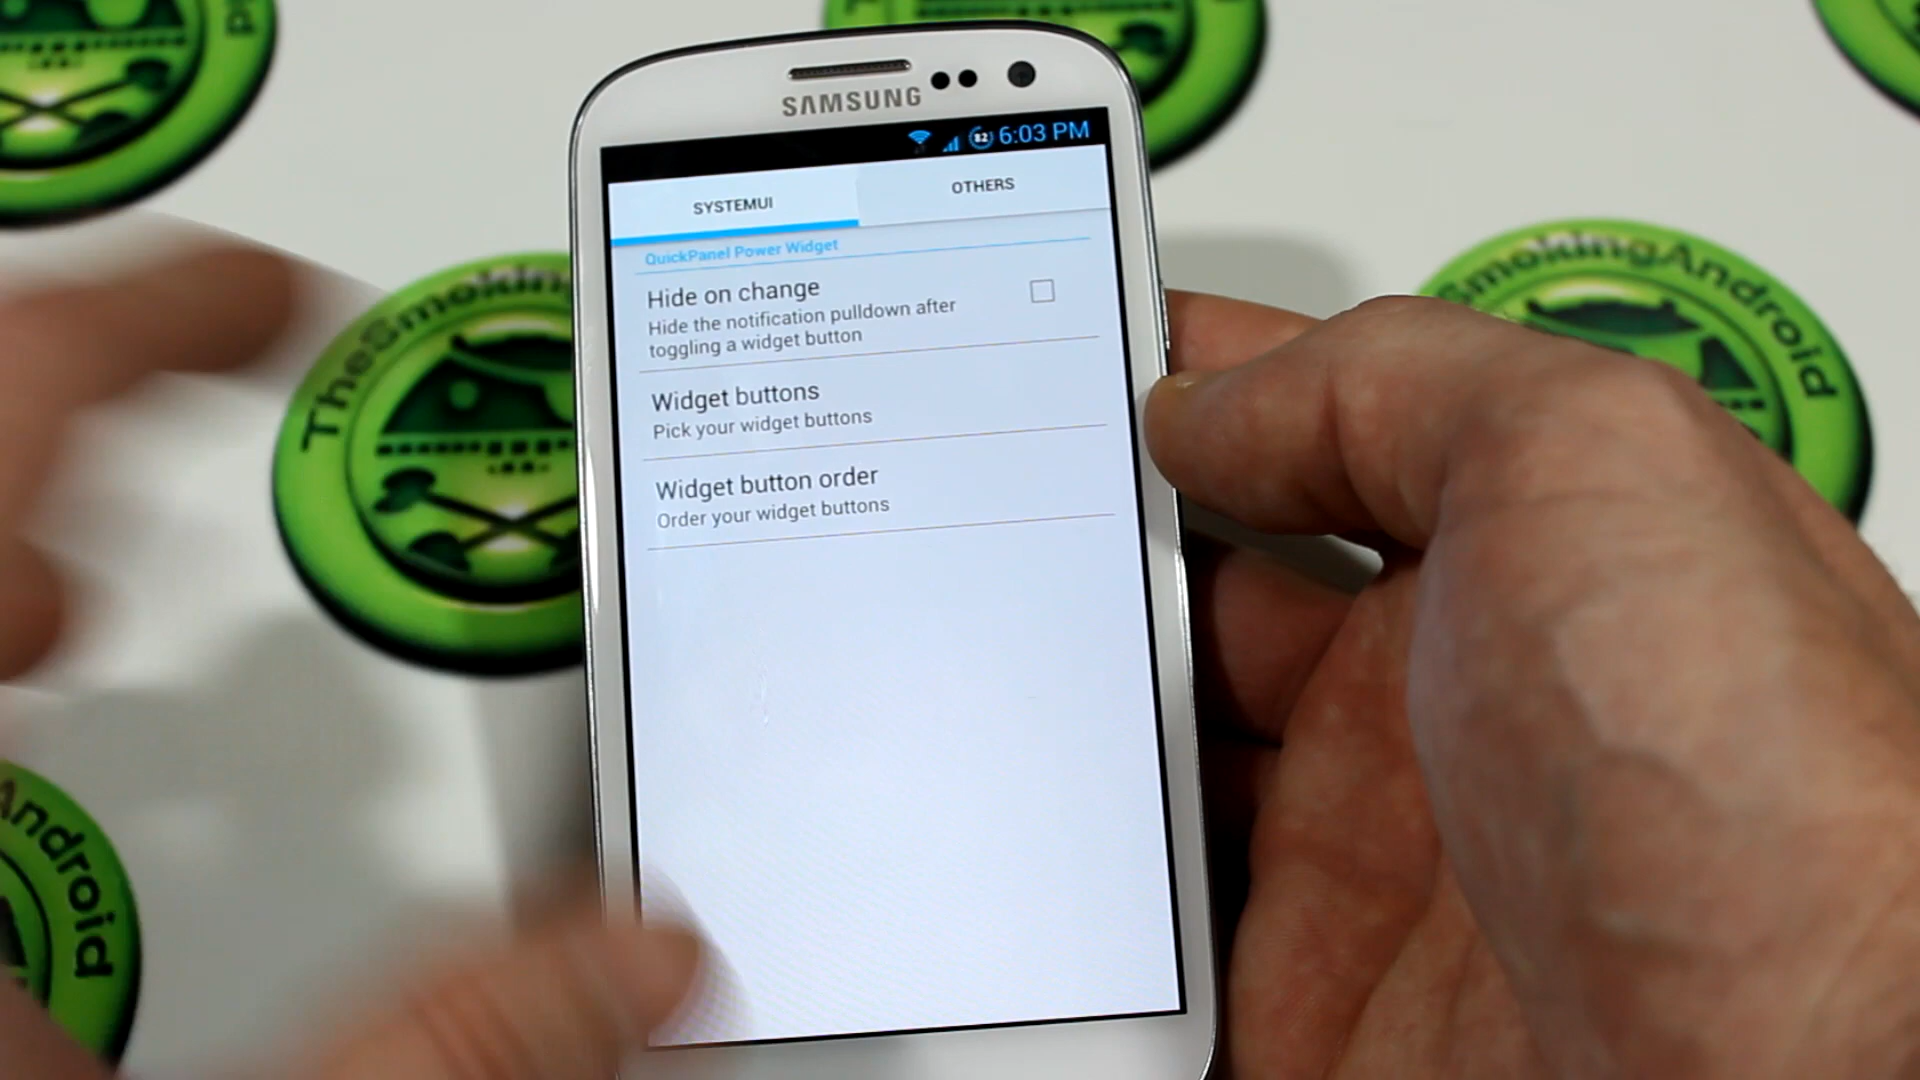 SAMSUNG
82 6:03 PM
SYSTEMUI
OTHERS
QuickPanel Power Widget
Hide on change
Hide the notification pulldown after
toggling a widget button
Widget buttons
Pick your widget buttons
Widget button order
Order your widget buttons
TheSmokin
SmokingAndroid
Android